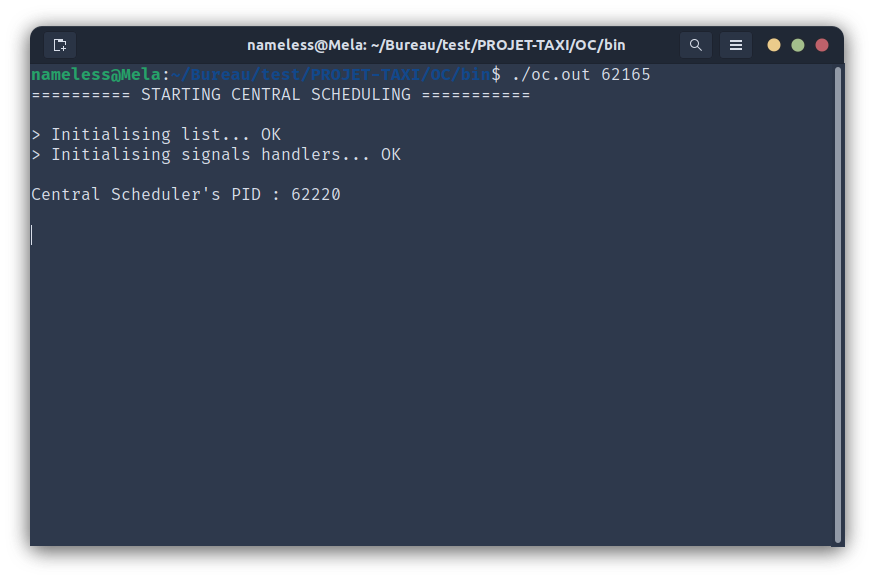 nameless@Mela: ~/Bureau/test/PROJET-TAXI/OC/bin
nameless@Mela:~/Bureau/test/PROJET-TAXI/OC/bin$ ./oc.out 62165
========== STARTING CENTRAL SCHEDULING ===========
> Initialising list... OK
> Initialising signals handlers... OK
Central Scheduler's PID : 62220